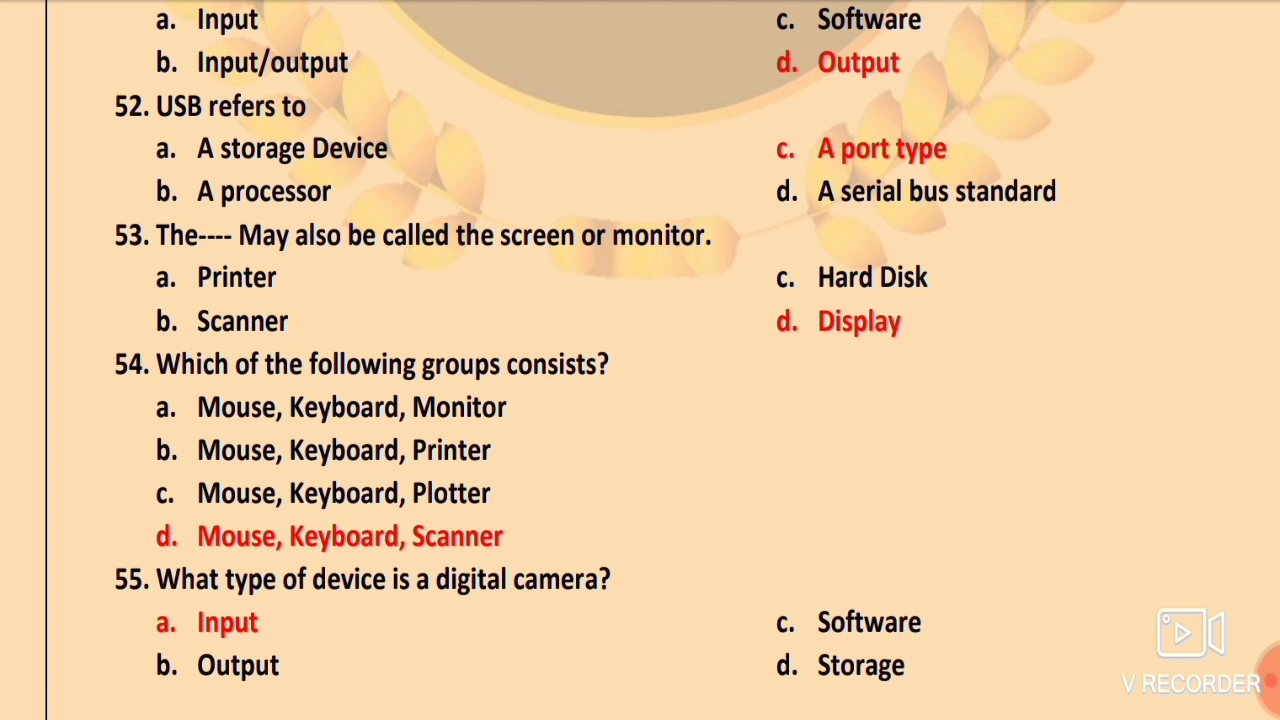 a. Input c. Software
b. Input/output d. Output
52. USB refers to
a. A storage Device c. A port type
b. A processor d. A serial bus standard
53. The---- May also be called the screen or monitor.
a. Printer c. Hard Disk
b. Scanner d. Display
54. Which of the following groups consists?
a. Mouse, Keyboard, Monitor
b. Mouse, Keyboard, Printer
c. Mouse, Keyboard, Plotter
d. Mouse, Keyboard, Scanner
55. What type of device is a digital camera?
a. Input c. Software
b. Output d. Storage
V RECORDER